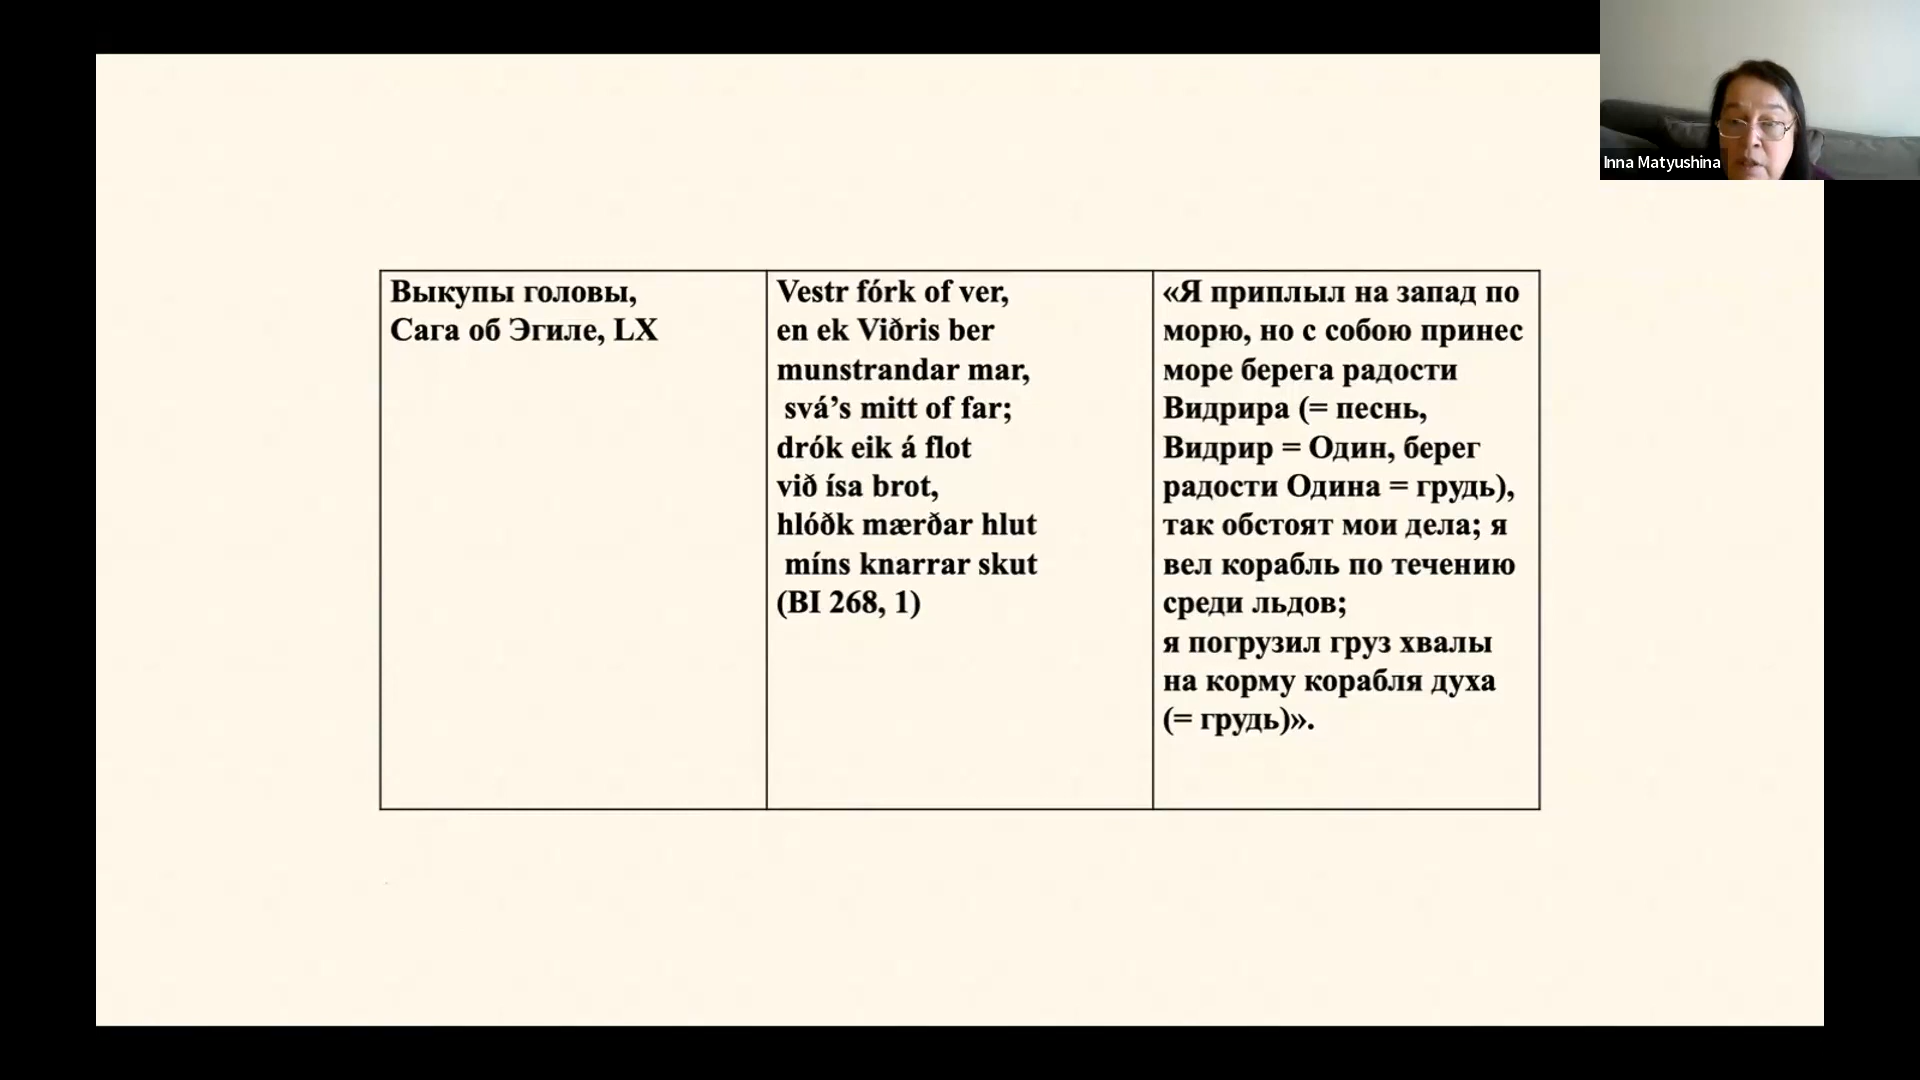 Inna Matyushina
Выкупы головы,
Сага об Эгиле, LX
Vestr fórk of ver,
en ek Viðris ber
munstrandar mar,
svá’s mitt of far;
drók eik á flot
við ísa brot,
hlóðk mærðar hlut
míns knarrar skut
(BI 268, 1)
«Я приплыл на запад по
морю, но с собою принес
море берега радости
Видрира (= песнь,
Видрир = Один, берег
радости Одина = грудь),
так обстоят мои дела; я
вел корабль по течению
среди льдов;
я погрузил груз хвалы
на корму корабля духа
(= грудь)».